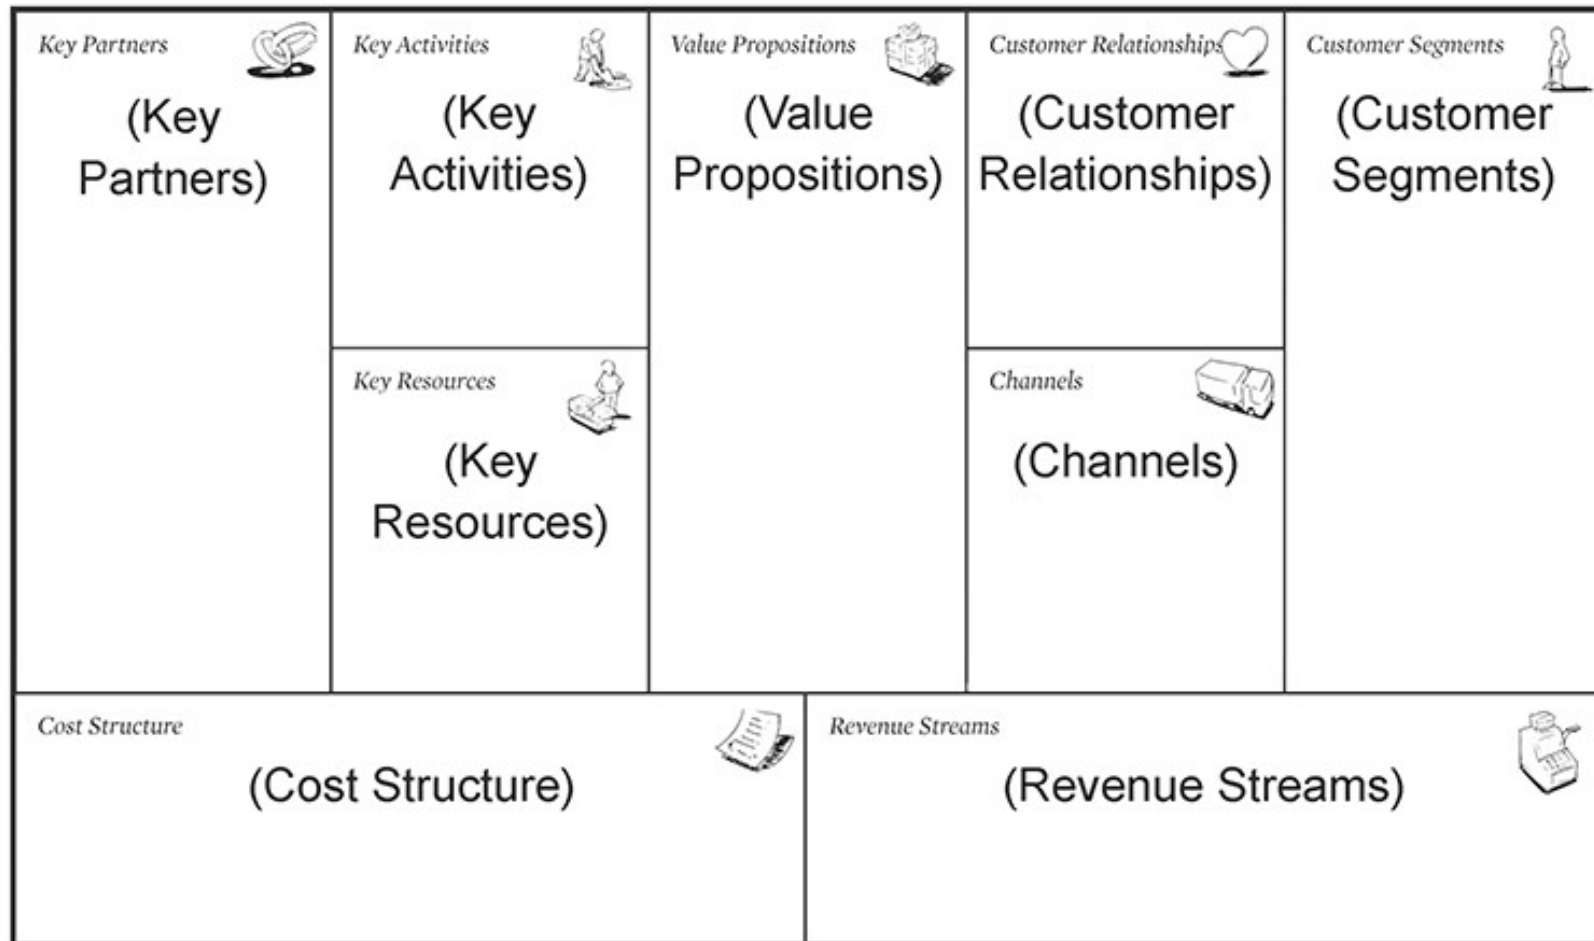 Key Partners
(Key
Partners)
Key Activities
(Key
Activities)
Key Resources
(Key
Resources)
Value Propositions
(Value
Propositions)
Customer Relationships
(Customer
Relationships)
Channels
(Channels)
Customer Segments
(Customer
Segments)
Cost Structure
(Cost Structure)
Revenue Streams
(Revenue Streams)